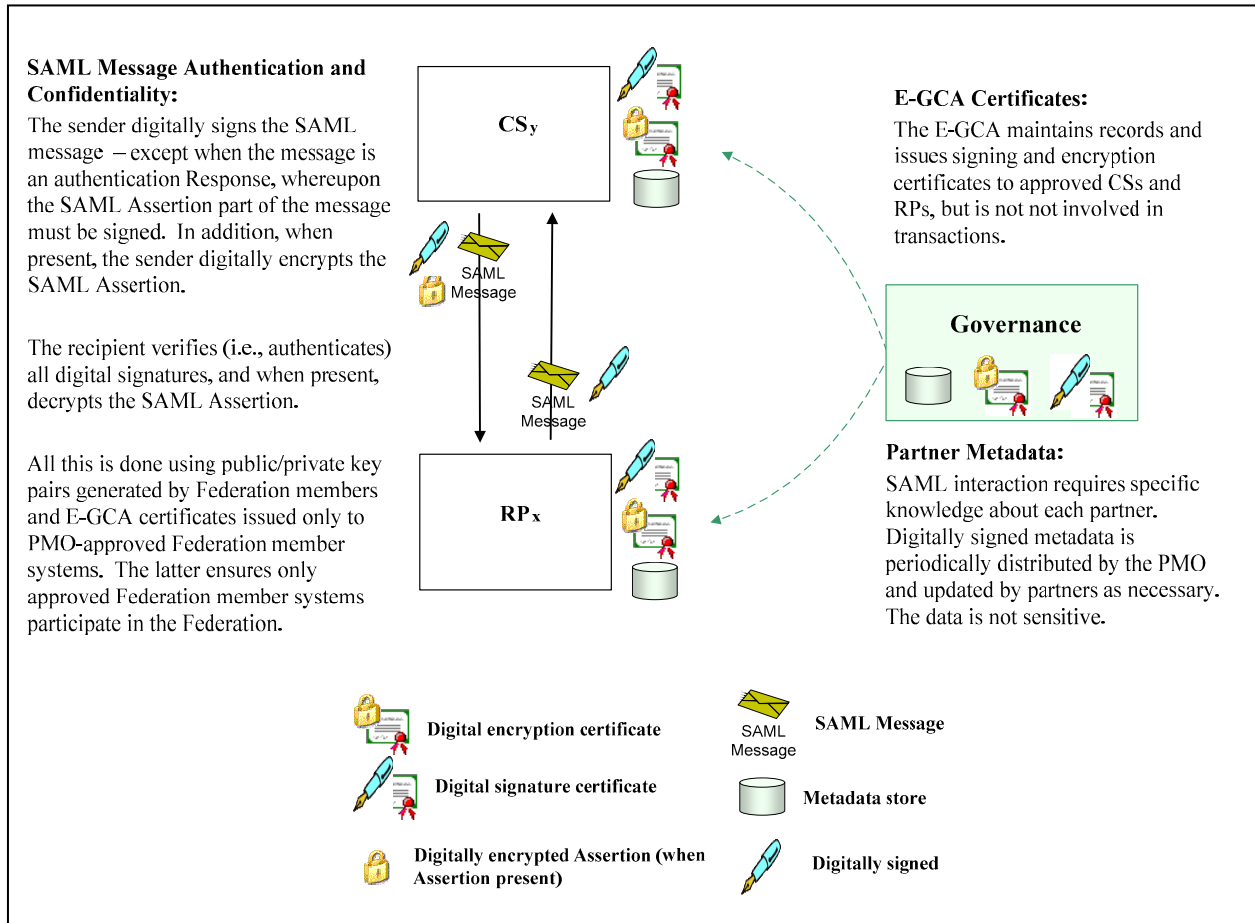 SAML Message Authentication and
Confidentiality:
The sender digitally signs the SAML
message – except when the message is
an authentication Response, whereupon
the SAML Assertion part of the message
must be signed. In addition, when
present, the sender digitally encrypts the
SAML Assertion.
The recipient verifies (i.e., authenticates)
all digital signatures, and when present,
decrypts the SAML Assertion.
All this is done using public/private key
pairs generated by Federation members
and E-GCA certificates issued only to
PMO-approved Federation member
systems. The latter ensures only
approved Federation member systems
participate in the Federation.
CSy
SAML
Message
SAML
Message
RPx
E-GCA Certificates:
The E-GCA maintains records and
issues signing and encryption
certificates to approved CSs and
RPs, but is not not involved in
transactions.
Governance
Partner Metadata:
SAML interaction requires specific
knowledge about each partner.
Digitally signed metadata is
periodically distributed by the PMO
and updated by partners as necessary.
The data is not sensitive.
Digital encryption certificate
Digital signature certificate
Digitally encrypted Assertion (when
Assertion present)
SAML
Message
SAML Message
Metadata store
Digitally signed